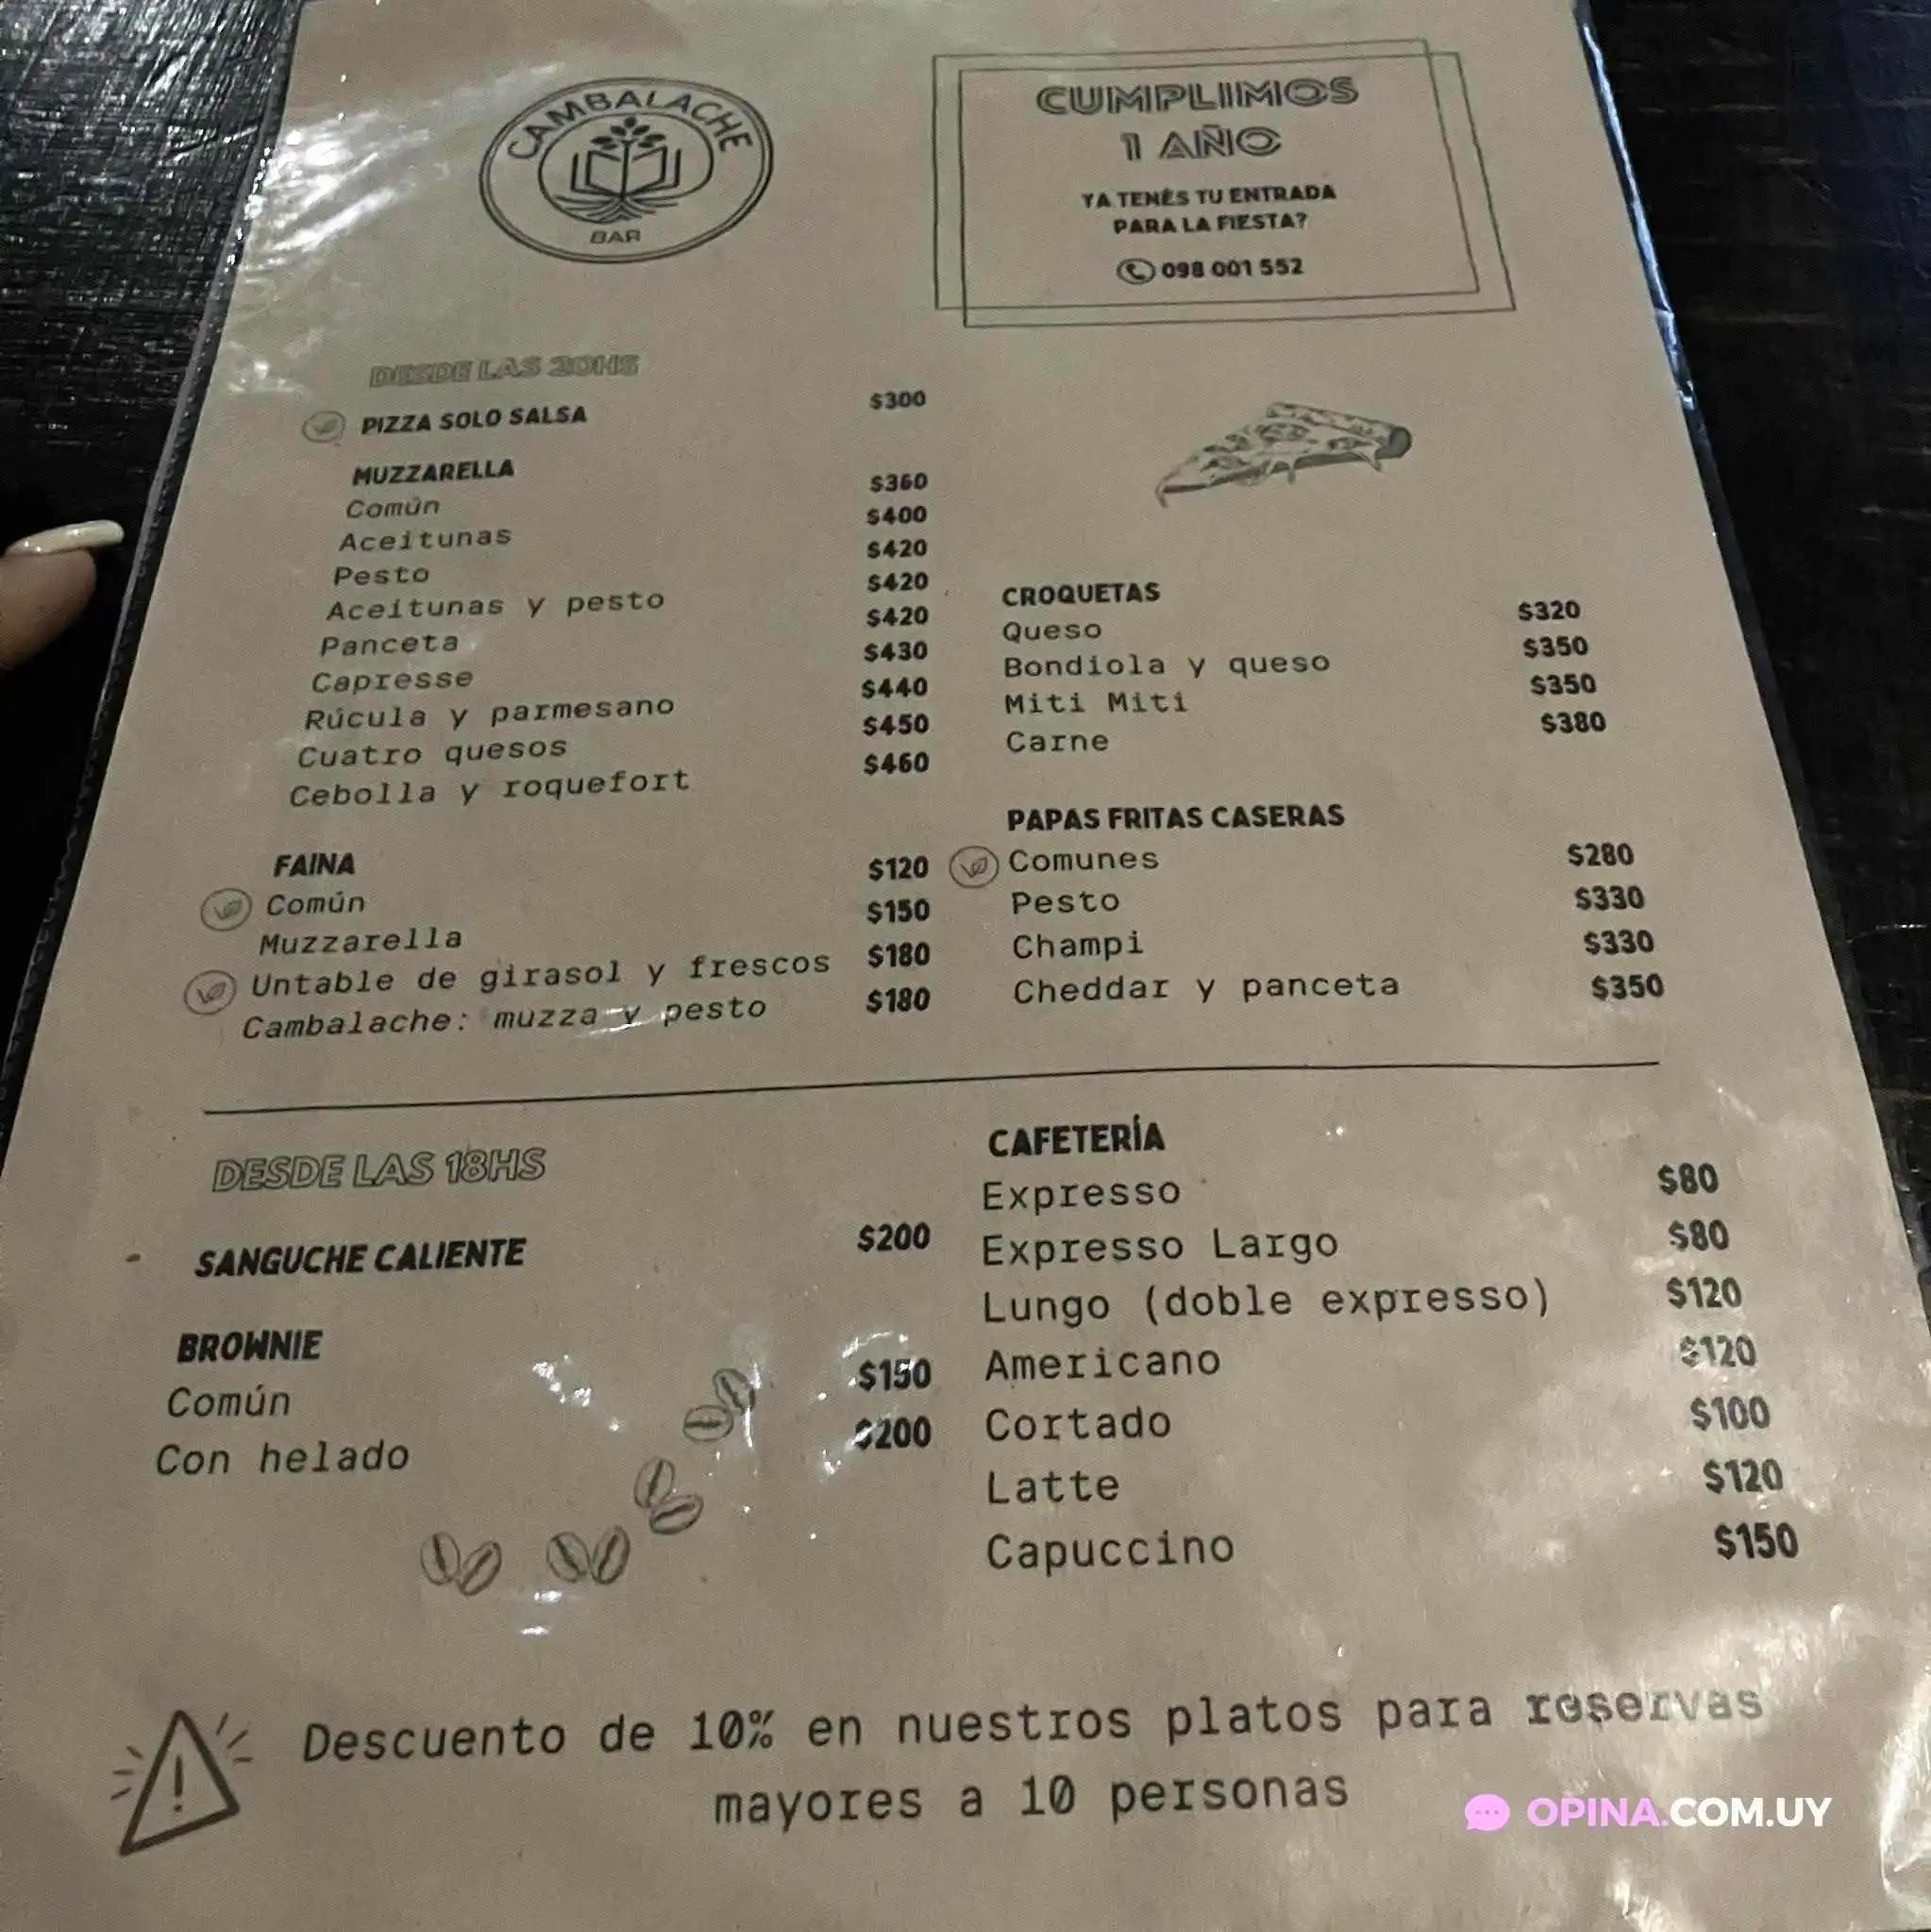 CAMBALACHE
BAR
CUMPLIMOS
1 AÑO
YA TENÉS TU ENTRADA
PARA LA FIESTA?
098 001 552
DESDE LAS 20HS
PIZZA SOLO SALSA $300
MUZZARELLA
Común $360
Aceitunas $400
Pesto $420
Aceitunas y pesto $420
Panceta $420
Capresse $430
Rúcula y parmesano $440
Cuatro quesos $450
Cebolla y roquefort $460
FAINA
Común $120
Muzzarella $150
Untable de girasol y frescos $180
Cambalache: muzza y pesto $180
CROQUETAS
Queso $320
Bondiola y queso $350
Miti Miti $350
Carne $380
PAPAS FRITAS CASERAS
Comunes $280
Pesto $330
Champi $330
Cheddar y panceta $350
DESDE LAS 18HS
SANGUCHE CALIENTE $200
BROWNIE
Común $150
Con helado $200
CAFETERÍA
Expresso $80
Expresso Largo $80
Lungo (doble expresso) $120
Americano $120
Cortado $100
Latte $120
Capuccino $150
Descuento de 10% en nuestros platos para reservas
mayores a 10 personas
OPINA.COM.UY